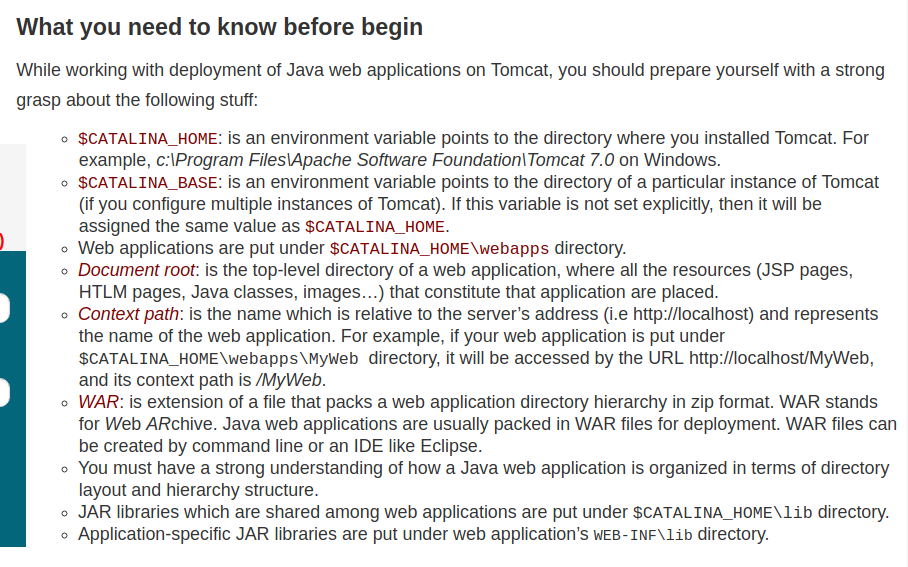 What you need to know before begin
While working with deployment of Java web applications on Tomcat, you should prepare yourself with a strong
grasp about the following stuff:
$CATALINA_HOME: is an environment variable points to the directory where you installed Tomcat. For
example, c:\Program Files\Apache Software Foundation\Tomcat 7.0 on Windows.
$CATALINA_BASE: is an environment variable points to the directory of a particular instance of Tomcat
(if you configure multiple instances of Tomcat). If this variable is not set explicitly, then it will be
assigned the same value as $CATALINA_HOME.
Web applications are put under $CATALINA_HOME\webapps directory.
Document root: is the top-level directory of a web application, where all the resources (JSP pages,
HTLM pages, Java classes, images…) that constitute that application are placed.
Context path: is the name which is relative to the server’s address (i.e http://localhost) and represents
the name of the web application. For example, if your web application is put under
$CATALINA_HOME\webapps\MyWeb directory, it will be accessed by the URL http://localhost/MyWeb,
and its context path is /MyWeb.
WAR: is extension of a file that packs a web application directory hierarchy in zip format. WAR stands
for Web ARchive. Java web applications are usually packed in WAR files for deployment. WAR files can
be created by command line or an IDE like Eclipse.
You must have a strong understanding of how a Java web application is organized in terms of directory
layout and hierarchy structure.
JAR libraries which are shared among web applications are put under $CATALINA_HOME\lib directory.
Application-specific JAR libraries are put under web application’s WEB-INF\lib directory.
)